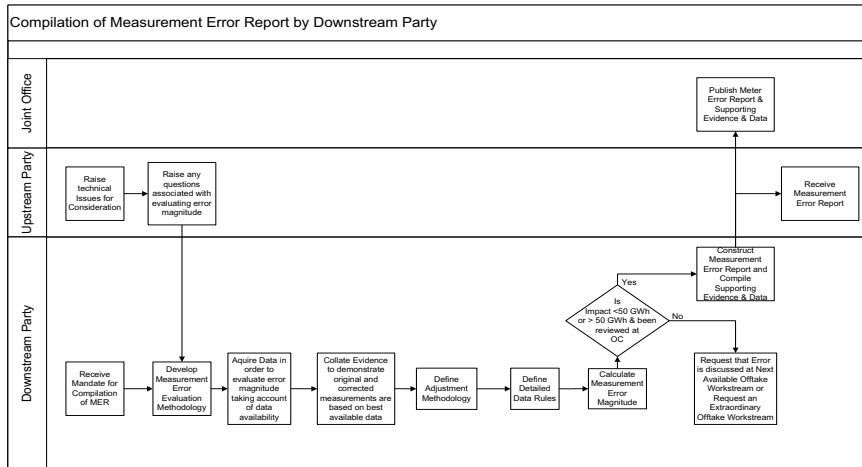 Compilation of Measurement Error Report by Downstream Party
Joint Office
Publish Meter
Error Report &
Supporting
Evidence & Data
Upstream Party
Raise
technical
Issues for
Consideration
Raise any
questions
associated with
evaluating error
magnitude
Receive
Measurement
Error Report
Downstream Party
Construct
Measurement
Error Report and
Compile
Supporting
Evidence & Data
Yes
Is
Impact <50 GWh
or > 50 GWh & been
reviewed at
OC
No
Receive
Mandate for
Compilation
of MER
Develop
Measurement
Error
Evaluation
Methodology
Aquire Data in
order to
evaluate error
magnitude
taking account
of data
availability
Collate Evidence
to demonstrate
original and
corrected
measurements are
based on best
available data
Define
Adjustment
Methodology
Define
Detailed
Data Rules
Calculate
Measurement
Error
Magnitude
Request that Error
is discussed at Next
Available Offtake
Workstream or
Request an
Extraordinary
Offtake Workstream